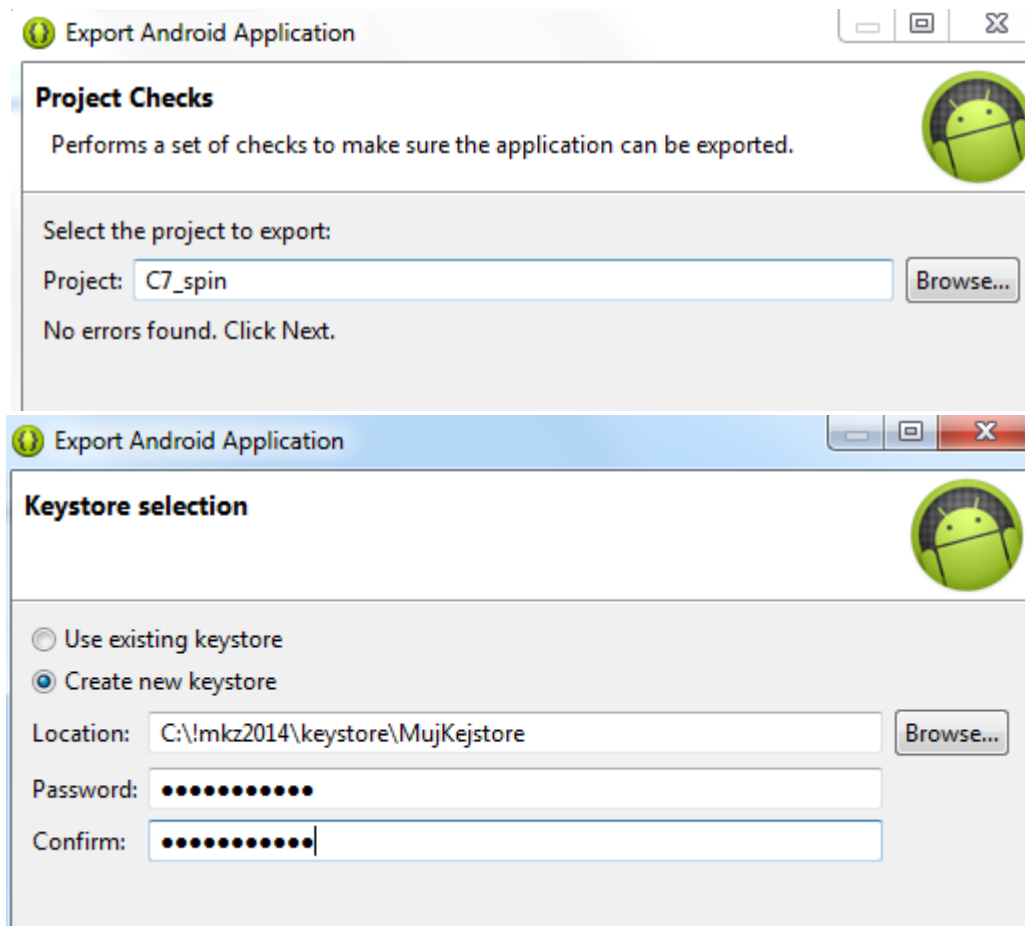 Export Android Application
Project Checks
Performs a set of checks to make sure the application can be exported.
Select the project to export:
Project: C7_spin Browse...
No errors found. Click Next.
Export Android Application
Keystore selection
Use existing keystore
Create new keystore
Location: C:\!mkz2014\keystore\MujKejstore Browse...
Password: ●●●●●●●●●●●
Confirm: ●●●●●●●●●●●